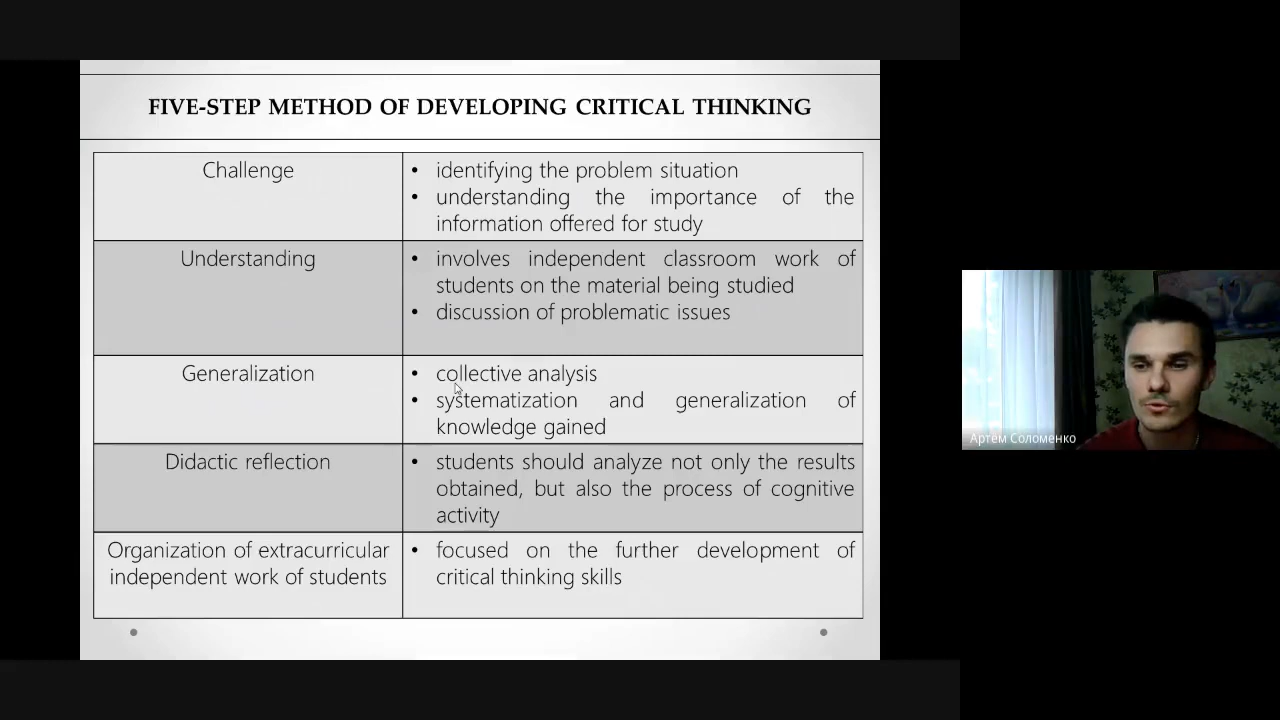 FIVE-STEP METHOD OF DEVELOPING CRITICAL THINKING
Challenge
• identifying the problem situation
• understanding the importance of the
information offered for study
Understanding
• involves independent classroom work of
students on the material being studied
• discussion of problematic issues
Generalization
• collective analysis
• systematization and generalization of
knowledge gained
Didactic reflection
• students should analyze not only the results
obtained, but also the process of cognitive
activity
Organization of extracurricular
independent work of students
• focused on the further development of
critical thinking skills
Артём Соломенко